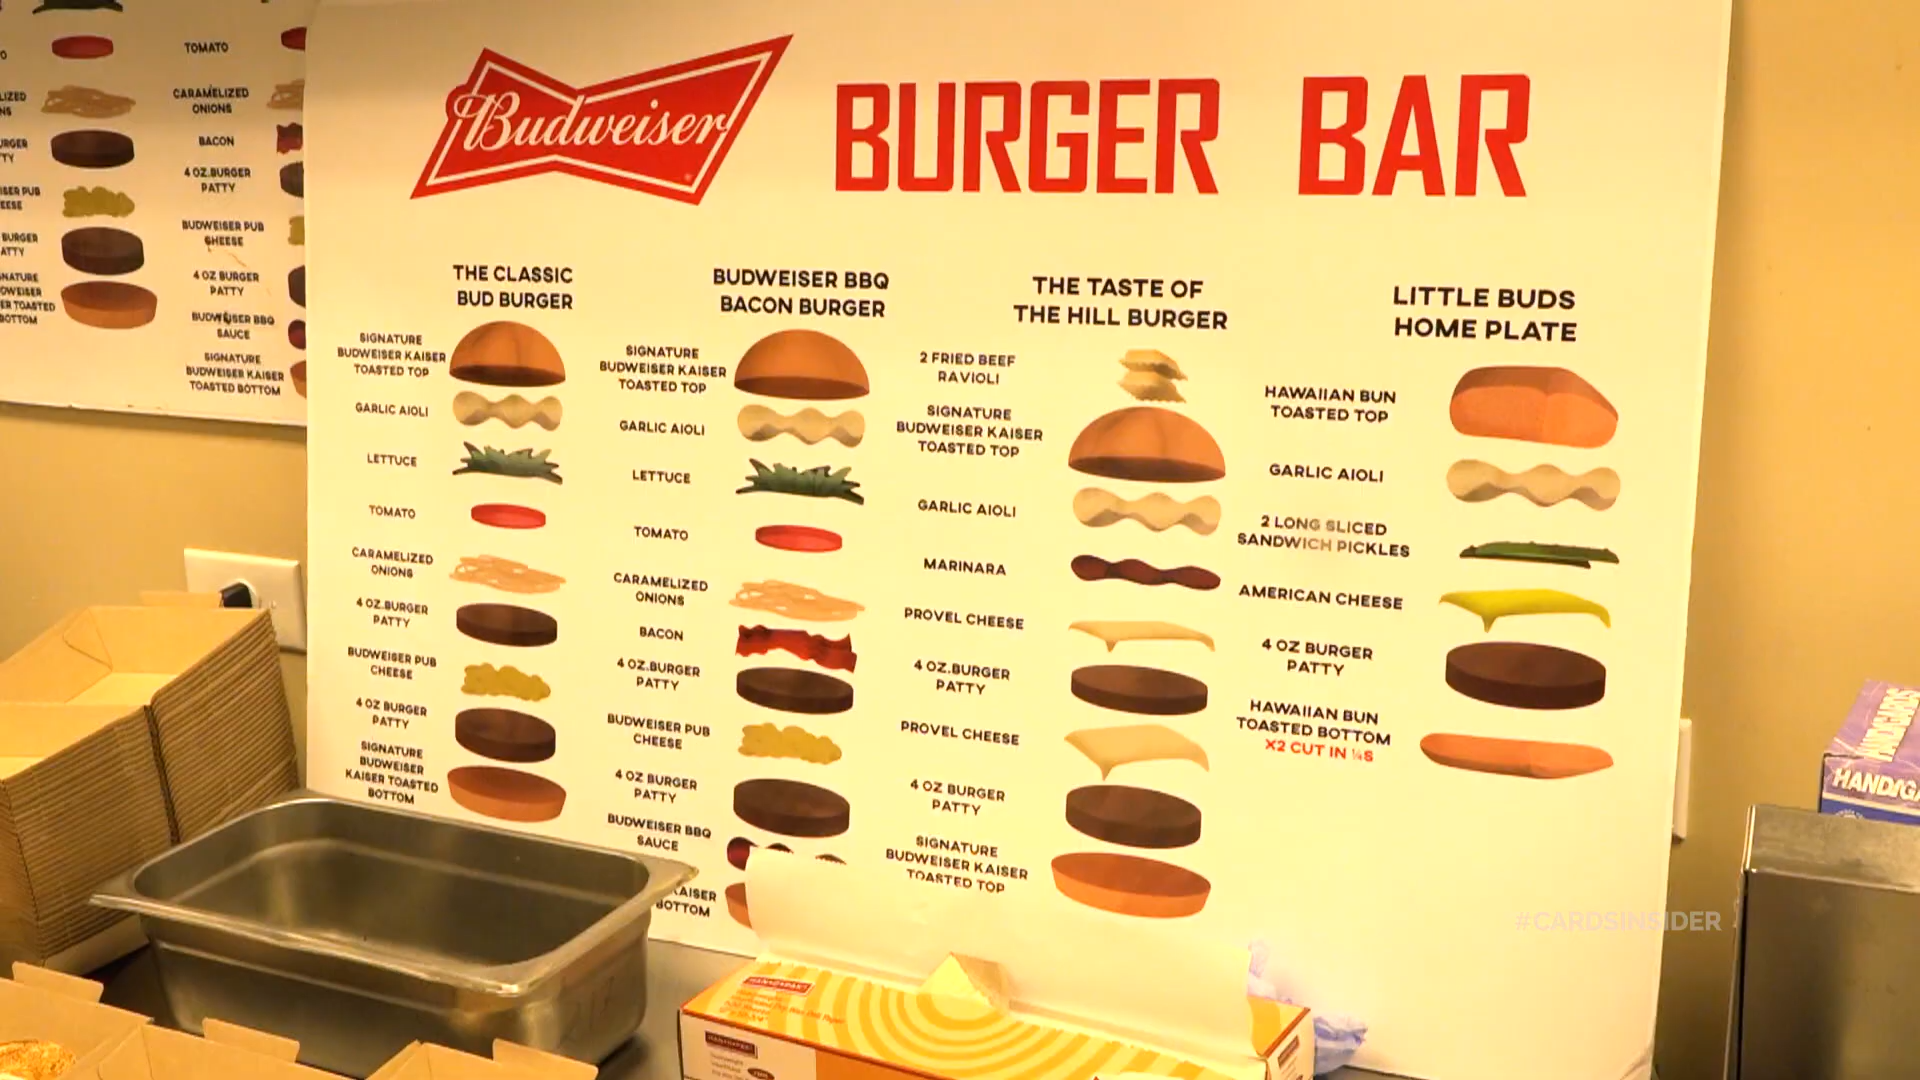 TOMATO
CARAMELIZED
ONIONS
BACON
4 OZ.BURGER
PATTY
BUDWEISER PUB
CHEESE
4 OZ BURGER
PATTY
BUDWEISER BBQ
SAUCE
SIGNATURE
BUDWEISER KAISER
TOASTED BOTTOM
Budweiser
BURGER BAR
THE CLASSIC
BUD BURGER
SIGNATURE
BUDWEISER KAISER
TOASTED TOP
GARLIC AIOLI
LETTUCE
TOMATO
CARAMELIZED
ONIONS
4 OZ.BURGER
PATTY
BUDWEISER PUB
CHEESE
4 OZ BURGER
PATTY
SIGNATURE
BUDWEISER
KAISER TOASTED
BOTTOM
BUDWEISER BBQ
BACON BURGER
SIGNATURE
BUDWEISER KAISER
TOASTED TOP
GARLIC AIOLI
LETTUCE
TOMATO
CARAMELIZED
ONIONS
BACON
4 OZ.BURGER
PATTY
BUDWEISER PUB
CHEESE
4 OZ BURGER
PATTY
BUDWEISER BBQ
SAUCE
KAISER
BOTTOM
THE TASTE OF
THE HILL BURGER
2 FRIED BEEF
RAVIOLI
SIGNATURE
BUDWEISER KAISER
TOASTED TOP
GARLIC AIOLI
MARINARA
PROVEL CHEESE
4 OZ.BURGER
PATTY
PROVEL CHEESE
4 OZ BURGER
PATTY
SIGNATURE
BUDWEISER KAISER
TOASTED TOP
LITTLE BUDS
HOME PLATE
HAWAIIAN BUN
TOASTED TOP
GARLIC AIOLI
2 LONG SLICED
SANDWICH PICKLES
AMERICAN CHEESE
4 OZ BURGER
PATTY
HAWAIIAN BUN
TOASTED BOTTOM
X2 CUT IN ¼S
#CARDSINSIDER